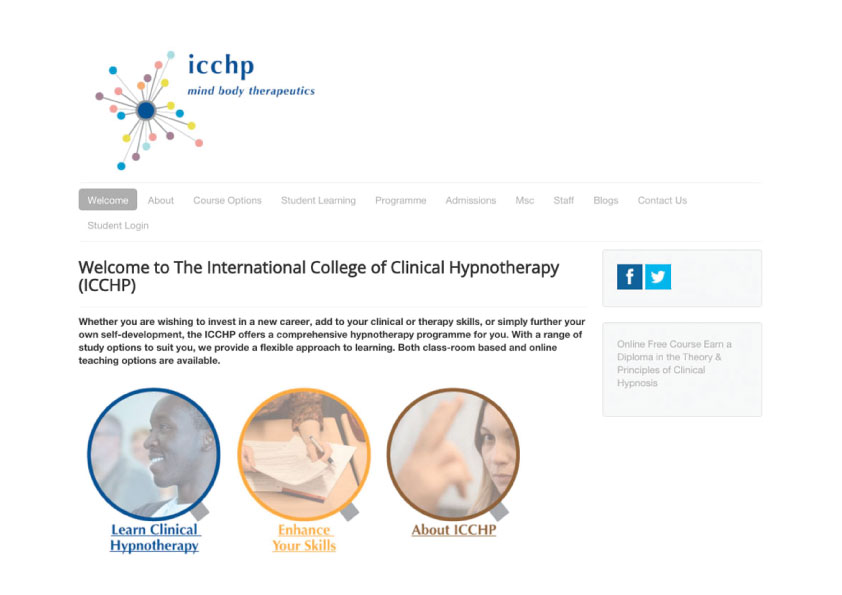 icchp
mind body therapeutics
Welcome
About
Course Options
Student Learning
Programme
Admissions
Msc
Staff
Blogs
Contact Us
Student Login
Welcome to The International College of Clinical Hypnotherapy
(ICCHP)
Whether you are wishing to invest in a new career, add to your clinical or therapy skills, or simply further your
own self-development, the ICCHP offers a comprehensive hypnotherapy programme for you. With a range of
study options to suit you, we provide a flexible approach to learning. Both class-room based and online
teaching options are available.
Learn Clinical
Hypnotherapy
Enhance
Your Skills
About ICCHP
f
Online Free Course Earn a
Diploma in the Theory &
Principles of Clinical
Hypnosis